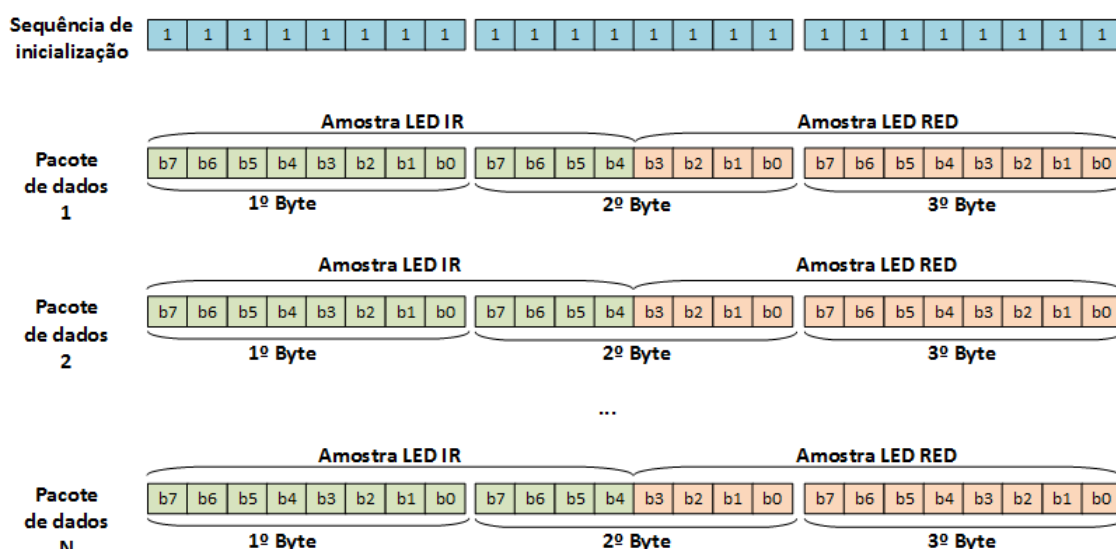 Sequência de
inicialização
1 1 1 1 1 1 1 1 1 1 1 1 1 1 1 1 1 1 1 1 1 1 1 1
Amostra LED IR Amostra LED RED
Pacote
de dados
1
b7 b6 b5 b4 b3 b2 b1 b0 b7 b6 b5 b4 b3 b2 b1 b0 b7 b6 b5 b4 b3 b2 b1 b0
1º Byte 2º Byte 3º Byte
Amostra LED IR Amostra LED RED
Pacote
de dados
2
b7 b6 b5 b4 b3 b2 b1 b0 b7 b6 b5 b4 b3 b2 b1 b0 b7 b6 b5 b4 b3 b2 b1 b0
1º Byte 2º Byte 3º Byte
...
Amostra LED IR Amostra LED RED
Pacote
de dados
N
b7 b6 b5 b4 b3 b2 b1 b0 b7 b6 b5 b4 b3 b2 b1 b0 b7 b6 b5 b4 b3 b2 b1 b0
1º Byte 2º Byte 3º Byte